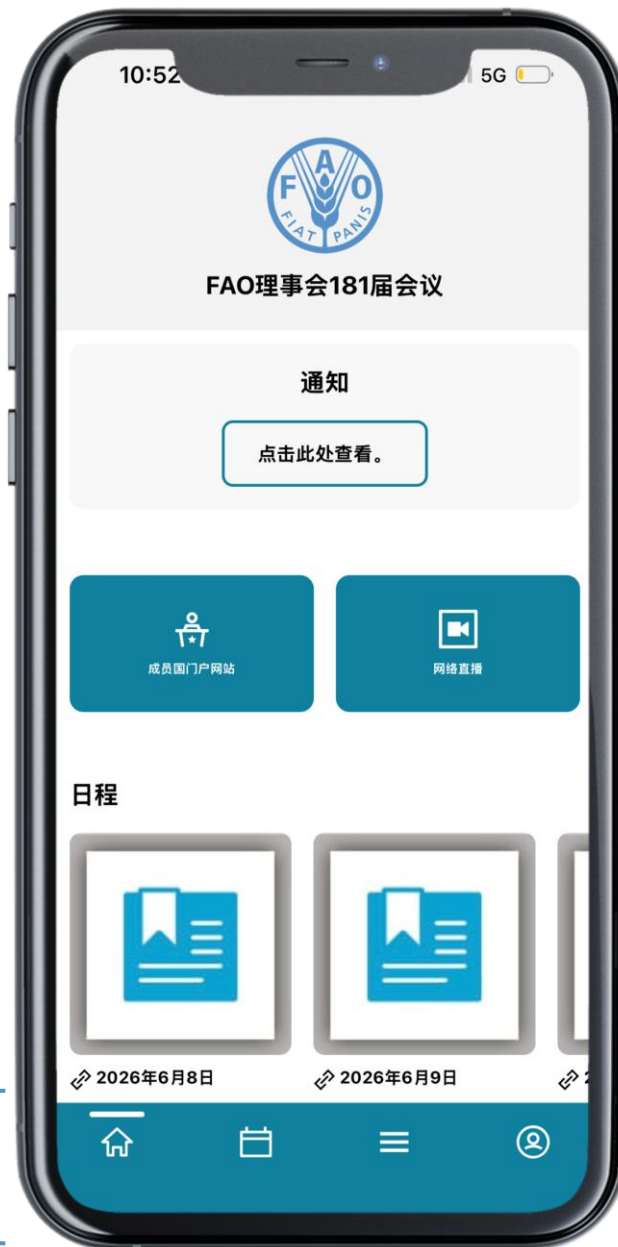 10:52
5G
FAO
FIAT PANIS
FAO理事会181届会议
通知
点击此处查看。
成员国门户网站
网络直播
日程
2026年6月8日
2026年6月9日